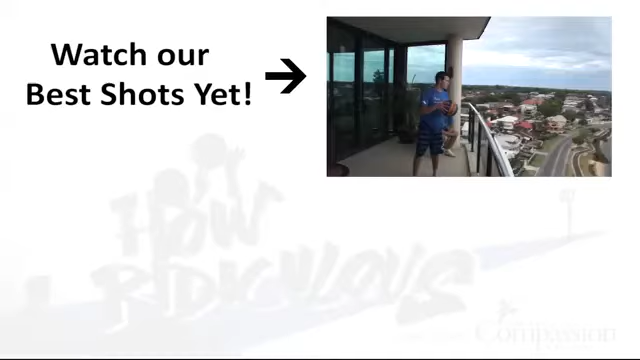 Watch our
Best Shots Yet!
HOW
RIDICULOUS
Compassion